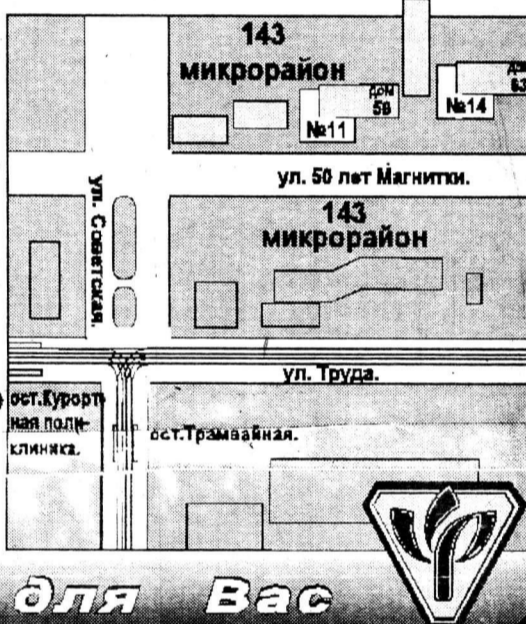 143
микрорайон
дом
59
№11
дом
№14
ул. 50 лет Магнитки.
ул. Советская.
143
микрорайон
ул. Труда.
ост.Курорт
ная поли-
клиника.
ост.Трамвайная.
для Вас